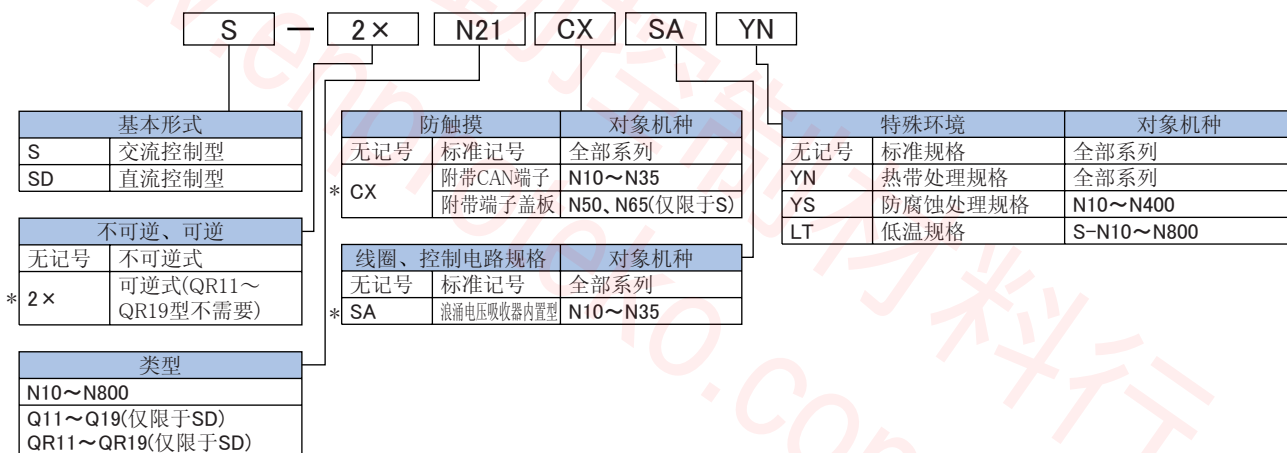 S — 2× N21 CX SA YN
基本形式
S 交流控制型
SD 直流控制型
不可逆、可逆
无记号 不可逆式
* 2× 可逆式(QR11～
QR19型不需要)
类型
N10～N800
Q11～Q19(仅限于SD)
QR11～QR19(仅限于SD)
防触摸 对象机种
无记号 标准记号 全部系列
* CX 附带CAN端子 N10～N35
附带端子盖板 N50、N65(仅限于S)
线圈、控制电路规格 对象机种
无记号 标准记号 全部系列
* SA 浪涌电压吸收器内置型 N10～N35
特殊环境 对象机种
无记号 标准规格 全部系列
YN 热带处理规格 全部系列
YS 防腐蚀处理规格 N10～N400
LT 低温规格 S-N10～N800